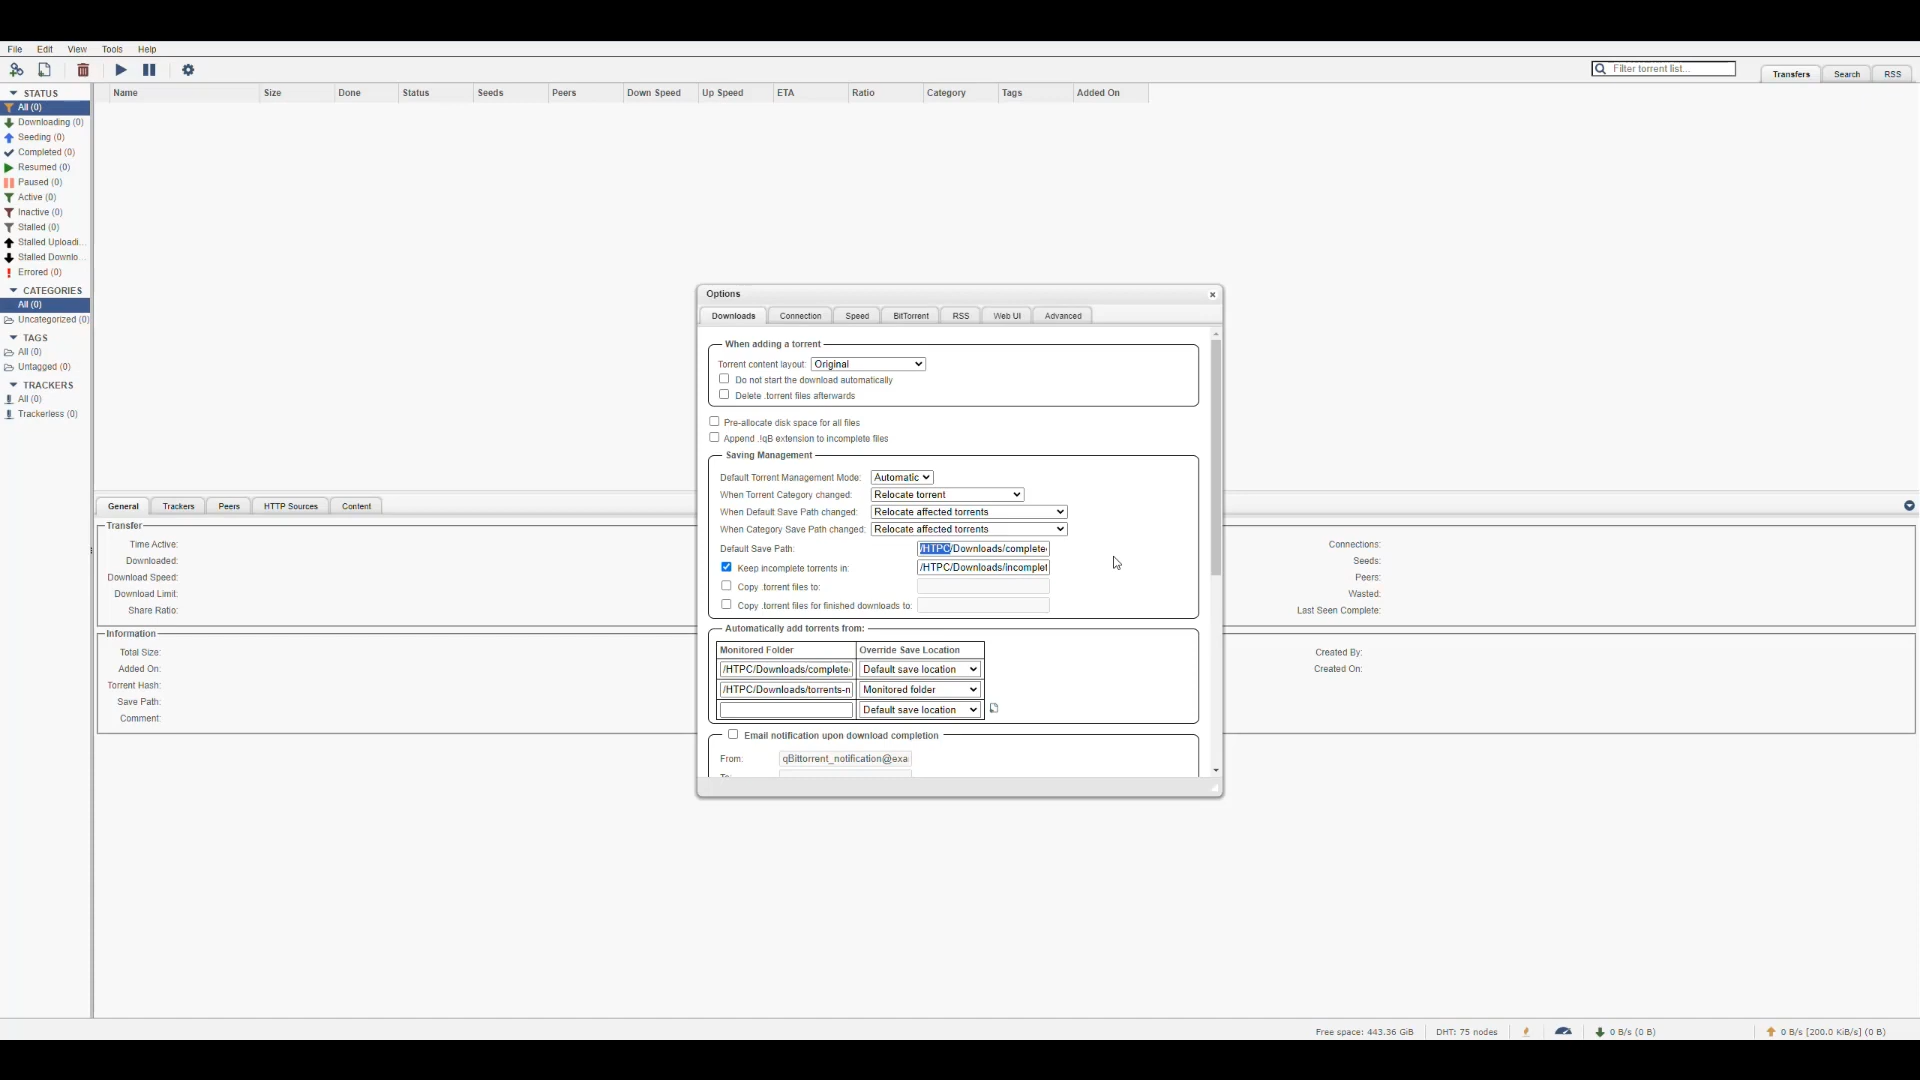 File Edit View Tools Help
Filter torrent list...
Transfers Search RSS
STATUS
All (0)
Downloading (0)
Seeding (0)
Completed (0)
Resumed (0)
Paused (0)
Active (0)
Inactive (0)
Stalled (0)
Stalled Uploadi...
Stalled Downlo...
Errored (0)
CATEGORIES
All (0)
Uncategorized (0)
TAGS
All (0)
Untagged (0)
TRACKERS
All (0)
Trackerless (0)
Name Size Done Status Seeds Peers Down Speed Up Speed ETA Ratio Category Tags Added On
Options
Downloads Connection Speed BitTorrent RSS Web UI Advanced
When adding a torrent
Torrent content layout: Original
Do not start the download automatically
Delete .torrent files afterwards
Pre-allocate disk space for all files
Append .!qB extension to incomplete files
Saving Management
Default Torrent Management Mode: Automatic
When Torrent Category changed: Relocate torrent
When Default Save Path changed: Relocate affected torrents
When Category Save Path changed: Relocate affected torrents
Default Save Path: /HTPC/Downloads/complete
Keep incomplete torrents in: /HTPC/Downloads/incomplet
Copy .torrent files to:
Copy .torrent files for finished downloads to:
Automatically add torrents from:
Monitored Folder Override Save Location
/HTPC/Downloads/complete Default save location
/HTPC/Downloads/torrents-n Monitored folder
Default save location
Email notification upon download completion
From: qBittorrent_notification@exa
General Trackers Peers HTTP Sources Content
Transfer
Time Active:
Downloaded:
Download Speed:
Download Limit:
Share Ratio:
Connections:
Seeds:
Peers:
Wasted:
Last Seen Complete:
Information
Total Size:
Added On:
Torrent Hash:
Save Path:
Comment:
Created By:
Created On:
Free space: 443.36 GiB DHT: 75 nodes 0 B/s (0 B) 0 B/s [200.0 KiB/s] (0 B)